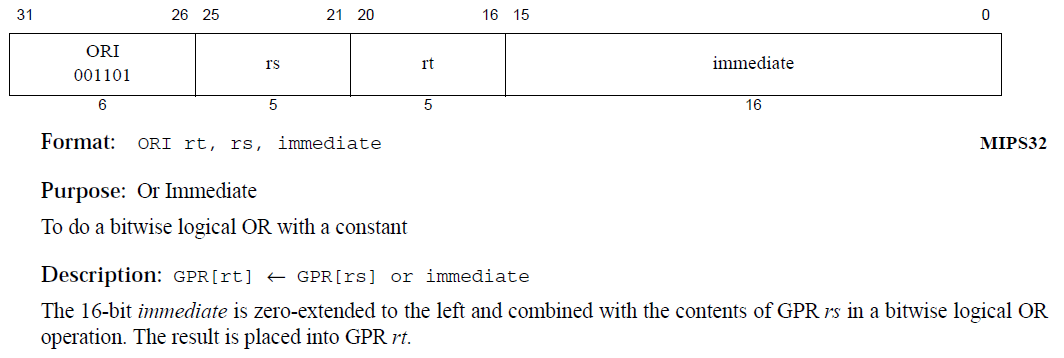 31 26 25 21 20 16 15 0
ORI
001101
rs
rt
immediate
6 5 5 16
Format: ORI rt, rs, immediate MIPS32
Purpose: Or Immediate
To do a bitwise logical OR with a constant
Description: GPR[rt] ← GPR[rs] or immediate
The 16-bit immediate is zero-extended to the left and combined with the contents of GPR rs in a bitwise logical OR
operation. The result is placed into GPR rt.